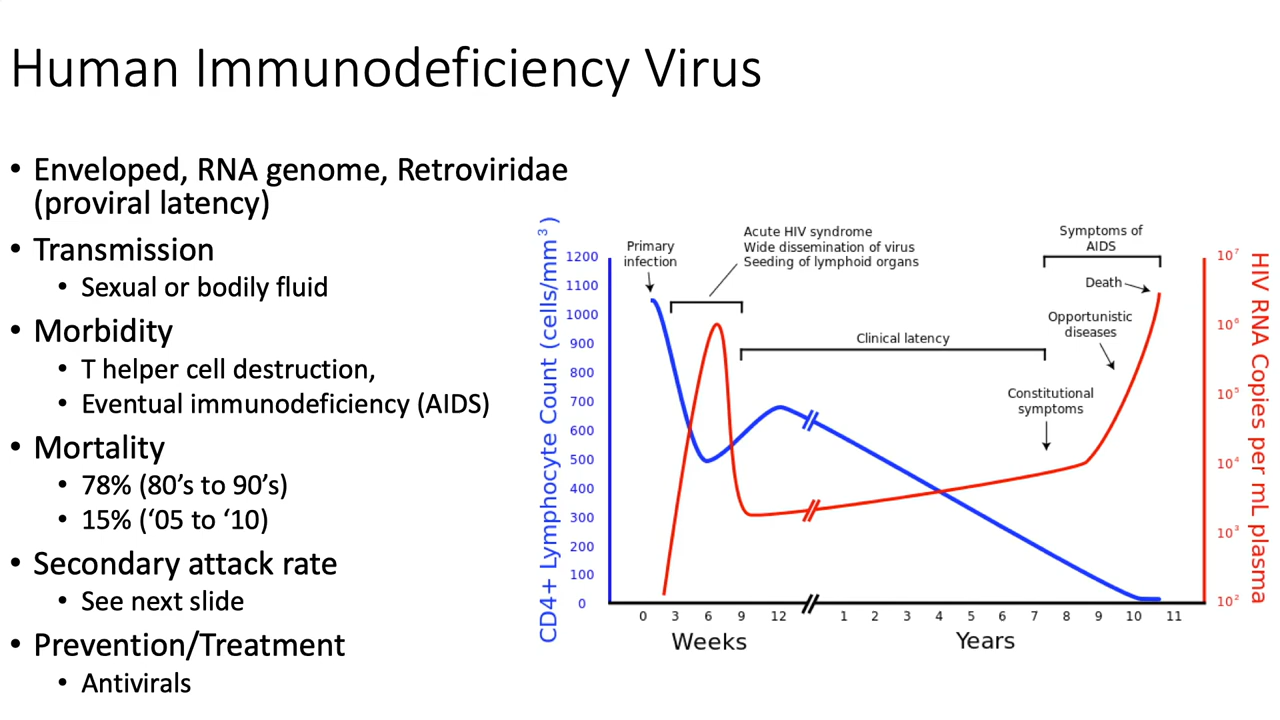 Human Immunodeficiency Virus
• Enveloped, RNA genome, Retroviridae
(proviral latency)
• Transmission
• Sexual or bodily fluid
• Morbidity
• T helper cell destruction,
• Eventual immunodeficiency (AIDS)
• Mortality
• 78% (80’s to 90’s)
• 15% (‘05 to ‘10)
• Secondary attack rate
• See next slide
• Prevention/Treatment
• Antivirals
CD4+ Lymphocyte Count (cells/mm³)
1200
1100
1000
900
800
700
600
500
400
300
200
100
0
Primary
infection
Acute HIV syndrome
Wide dissemination of virus
Seeding of lymphoid organs
Clinical latency
Constitutional
symptoms
Opportunistic
diseases
Symptoms of
AIDS
Death
0 3 6 9 12 1 2 3 4 5 6 7 8 9 10 11
Weeks Years
10⁷
10⁶
10⁵
10⁴
10³
10²
HIV RNA Copies per mL plasma